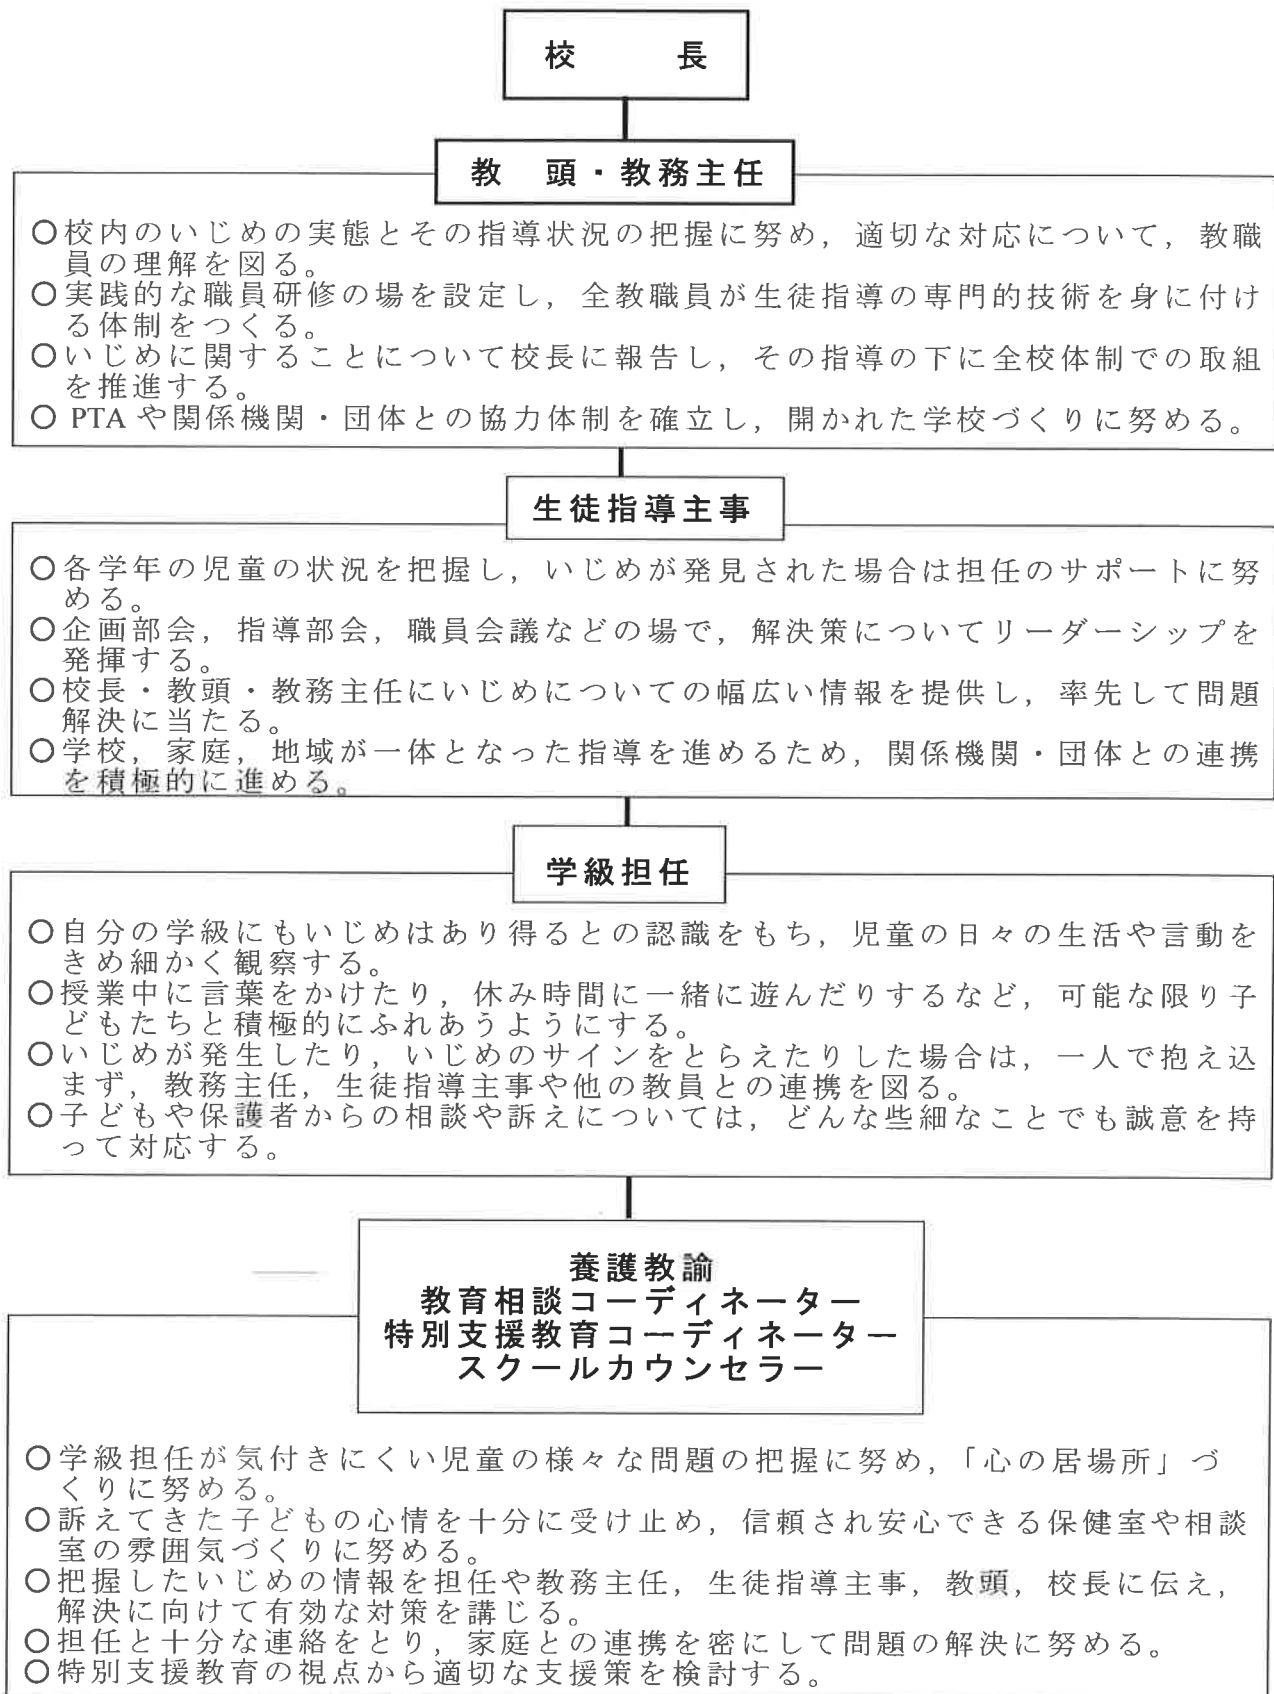 校　　長
教　頭・教務主任
○校内のいじめの実態とその指導状況の把握に努め，適切な対応について，教職
員の理解を図る。
○実践的な職員研修の場を設定し，全教職員が生徒指導の専門的技術を身に付け
る体制をつくる。
○いじめに関することについて校長に報告し，その指導の下に全校体制での取組
を推進する。
○ PTA や関係機関・団体との協力体制を確立し，開かれた学校づくりに努める。
生徒指導主事
○各学年の児童の状況を把握し，いじめが発見された場合は担任のサポートに努
める。
○企画部会，指導部会，職員会議などの場で，解決策についてリーダーシップを
発揮する。
○校長・教頭・教務主任にいじめについての幅広い情報を提供し，率先して問題
解決に当たる。
○学校，家庭，地域が一体となった指導を進めるため，関係機関・団体との連携
を積極的に進める。
学級担任
○自分の学級にもいじめはあり得るとの認識をもち，児童の日々の生活や言動を
きめ細かく観察する。
○授業中に言葉をかけたり，休み時間に一緒に遊んだりするなど，可能な限り子
どもたちと積極的にふれあうようにする。
○いじめが発生したり，いじめのサインをとらえたりした場合は，一人で抱え込
まず，教務主任，生徒指導主事や他の教員との連携を図る。
○子どもや保護者からの相談や訴えについては，どんな些細なことでも誠意を持
って対応する。
養護教諭
教育相談コーディネーター
特別支援教育コーディネーター
スクールカウンセラー
○学級担任が気付きにくい児童の様々な問題の把握に努め，「心の居場所」づ
くりに努める。
○訴えてきた子どもの心情を十分に受け止め，信頼され安心できる保健室や相談
室の雰囲気づくりに努める。
○把握したいじめの情報を担任や教務主任，生徒指導主事，教頭，校長に伝え，
解決に向けて有効な対策を講じる。
○担任と十分な連絡をとり，家庭との連携を密にして問題の解決に努める。
○特別支援教育の視点から適切な支援策を検討する。